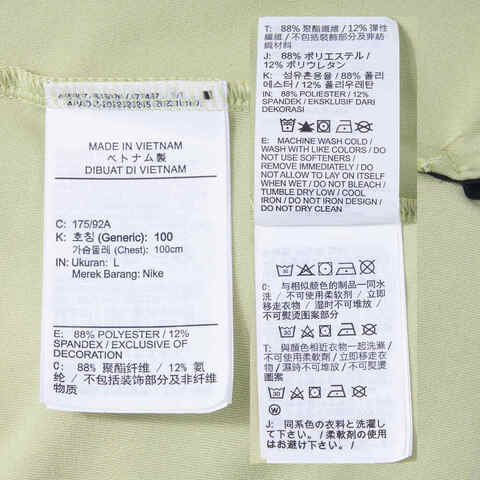 MADE IN VIETNAM
ベトナム製
DIBUAT DI VIETNAM
C: 175/92A
K: 호칭 (Generic): 100
가슴둘레 (Chest): 100cm
IN: Ukuran: L
Merek Barang: Nike
E: 88% POLYESTER / 12%
SPANDEX / EXCLUSIVE OF
DECORATION
C: 88% 聚酯纤维 / 12% 氨
纶 / 不包括装饰部分及非纤维
物质
T: 88% 聚酯纖維 / 12% 彈性
纖維 / 不包括裝飾部分及非紡
織材料
J: 88% ポリエステル /
12% ポリウレタン
K: 섬유혼용율 / 88% 폴리
에스터 / 12% 폴리우레탄
IN: 88% POLYESTER / 12%
SPANDEX / EKSKLUSIF DARI
DEKORASI
E: MACHINE WASH COLD /
WASH WITH LIKE COLORS / DO
NOT USE SOFTENERS /
REMOVE IMMEDIATELY / DO
NOT ALLOW TO LAY ON ITSELF
WHEN WET / DO NOT BLEACH /
TUMBLE DRY LOW / COOL
IRON / DO NOT IRON DESIGN /
DO NOT DRY CLEAN
C: 与相似颜色的制品一同水
洗 / 不可使用柔软剂 / 立即
移走衣物 / 湿时不可堆放 /
不可熨烫图案部分
T: 與顏色相近衣物一起洗滌 /
不可使用柔軟劑 / 立即移走衣
物 / 濕時不可堆放 / 不可熨燙
圖案
J: 同系色の衣料と洗濯し
て下さい。/ 柔軟剤の使用
はお避け下さい。/